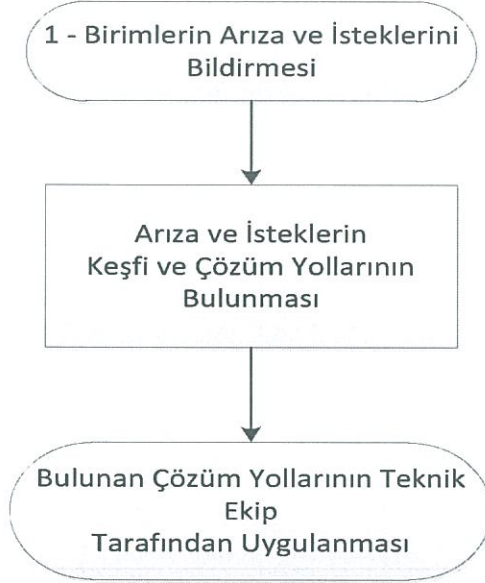 1 - Birimlerin Arıza ve İsteklerini
Bildirmesi
Arıza ve İsteklerin
Keşfi ve Çözüm Yollarının
Bulunması
Bulunan Çözüm Yollarının Teknik
Ekip
Tarafından Uygulanması